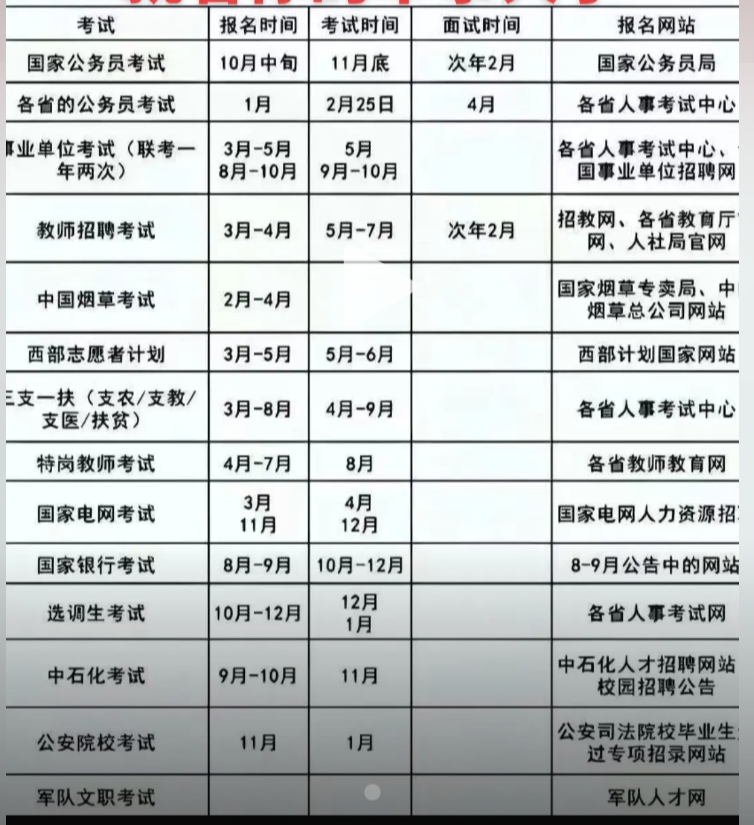 考试 报名时间 考试时间 面试时间 报名网站
国家公务员考试 10月中旬 11月底 次年2月 国家公务员局
各省的公务员考试 1月 2月25日 4月 各省人事考试中心
事业单位考试（联考一 3月-5月 5月 各省人事考试中心、
年两次） 8月-10月 9月-10月 国事业单位招聘网
教师招聘考试 3月-4月 5月-7月 次年2月 招教网、各省教育厅
网、人社局官网
中国烟草考试 2月-4月 国家烟草专卖局、中
烟草总公司网站
西部志愿者计划 3月-5月 5月-6月 西部计划国家网站
三支一扶（支农/支教/ 3月-8月 4月-9月 各省人事考试中心
支医/扶贫）
特岗教师考试 4月-7月 8月 各省教师教育网
国家电网考试 3月 4月 国家电网人力资源招
11月 12月
国家银行考试 8月-9月 10月-12月 8-9月公告中的网站
选调生考试 10月-12月 12月 各省人事考试网
1月
中石化考试 9月-10月 11月 中石化人才招聘网站
校园招聘公告
公安院校考试 11月 1月 公安司法院校毕业生
过专项招录网站
军队文职考试 军队人才网